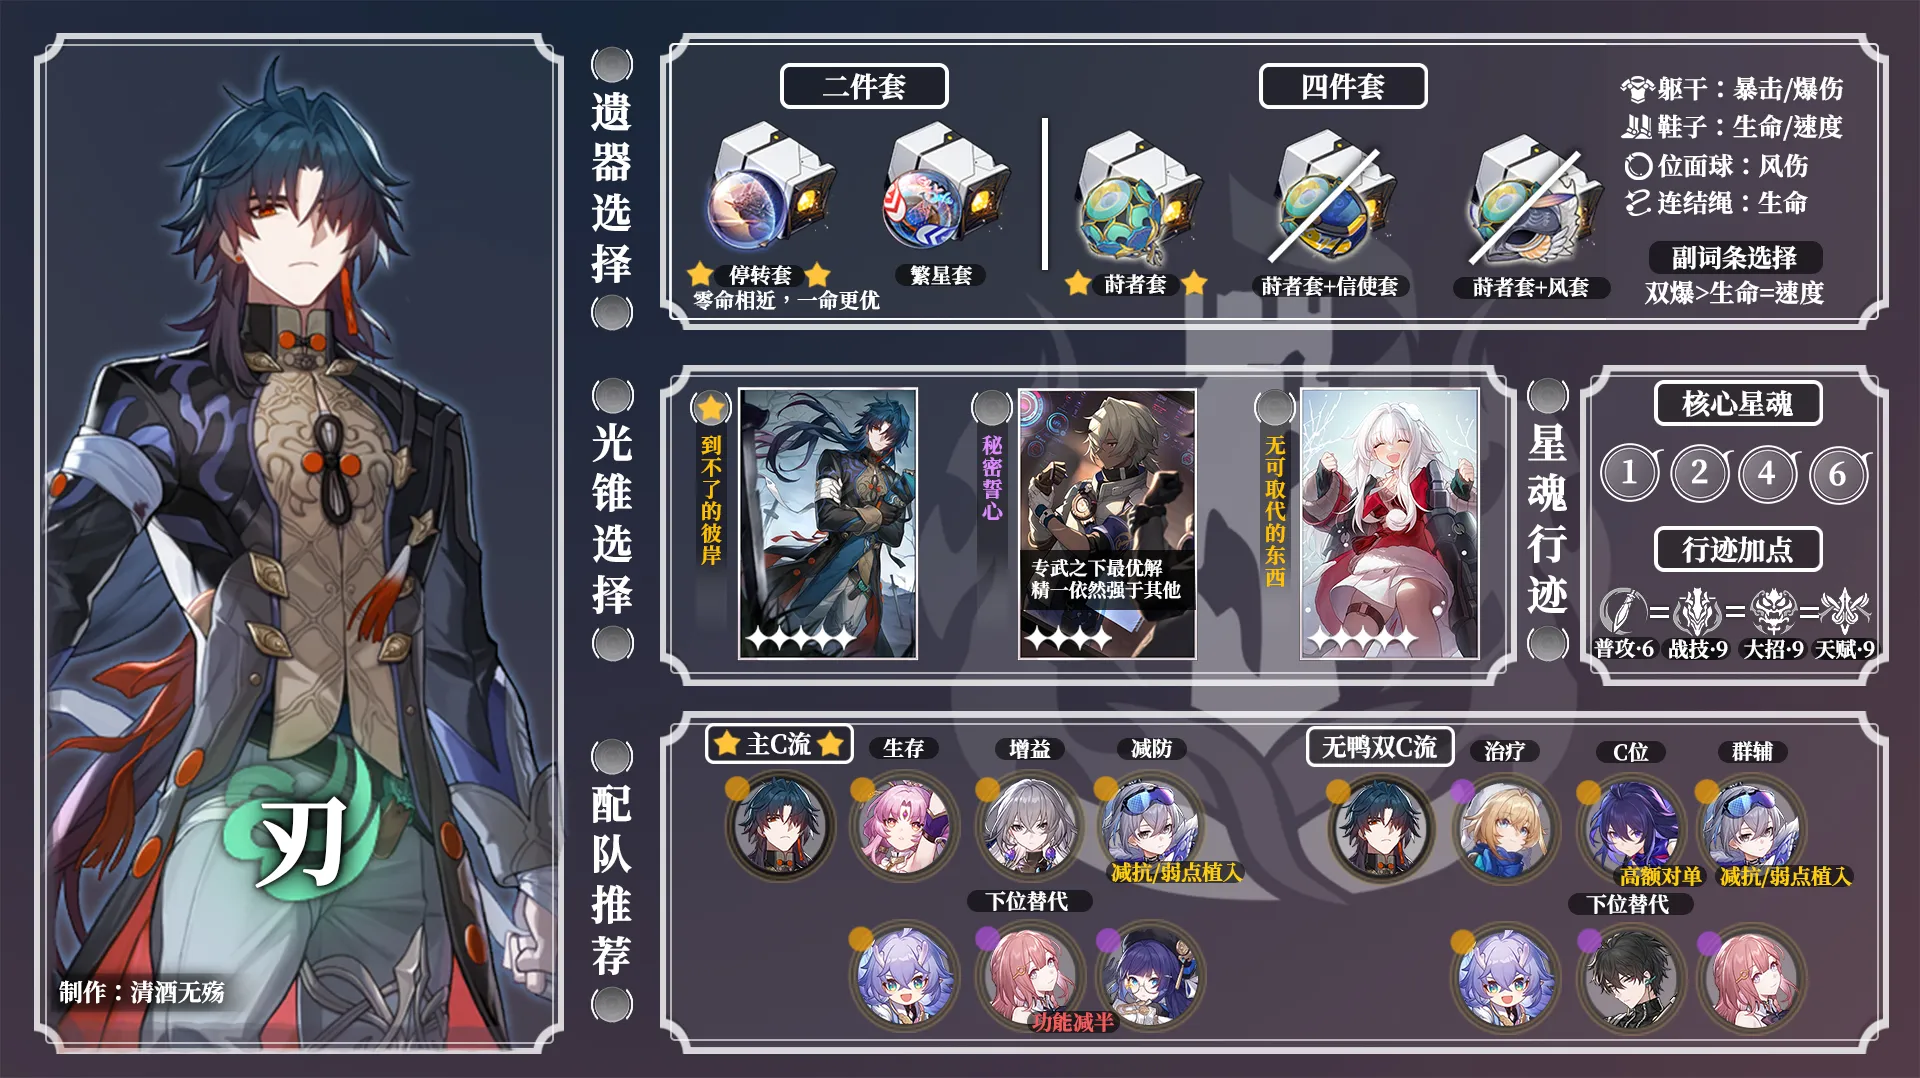 遗器选择
二件套
停转套
零命相近，一命更优
繁星套
四件套
莳者套
莳者套+信使套
莳者套+风套
躯干：暴击/爆伤
鞋子：生命/速度
位面球：风伤
连结绳：生命
副词条选择
双爆>生命=速度
光锥选择
到不了的彼岸
秘密誓心
专武之下最优解
精一依然强于其他
无可取代的东西
星魂行迹
核心星魂
1 2 4 6
行迹加点
= = =
普攻·6 战技·9 大招·9 天赋·9
配队推荐
主C流 生存 增益 减防
减抗/弱点植入
下位替代
功能减半
无鸭双C流 治疗 C位 群辅
高额对单 减抗/弱点植入
下位替代
刃
制作：清酒无殇